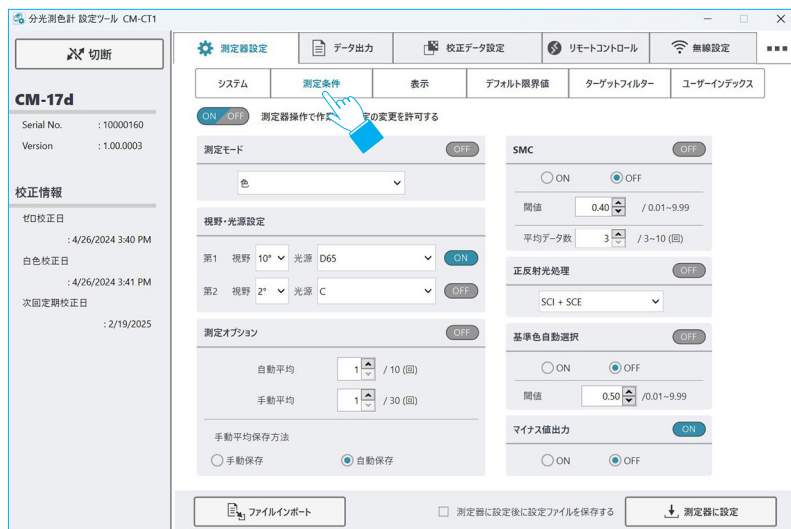 分光測色計 設定ツール CM-CT1
切断
CM-17d
Serial No. : 10000160
Version : 1.00.0003
校正情報
ゼロ校正日
: 4/26/2024 3:40 PM
白色校正日
: 4/26/2024 3:41 PM
次回定期校正日
: 2/19/2025
測定器設定 データ出力 校正データ設定 リモートコントロール 無線設定
システム 測定条件 表示 デフォルト限界値 ターゲットフィルター ユーザーインデックス
ON OFF 測定器操作で作 の変更を許可する
測定モード OFF
色
視野・光源設定
第1 視野 10° 光源 D65 ON
第2 視野 2° 光源 C OFF
測定オプション OFF
自動平均 1 / 10 (回)
手動平均 1 / 30 (回)
手動平均保存方法
手動保存 自動保存
SMC OFF
ON OFF
閾値 0.40 / 0.01~9.99
平均データ数 3 / 3~10 (回)
正反射光処理 OFF
SCI + SCE
基準色自動選択 OFF
ON OFF
閾値 0.50 /0.01~9.99
マイナス値出力 ON
ON OFF
ファイルインポート 測定器に設定後に設定ファイルを保存する 測定器に設定